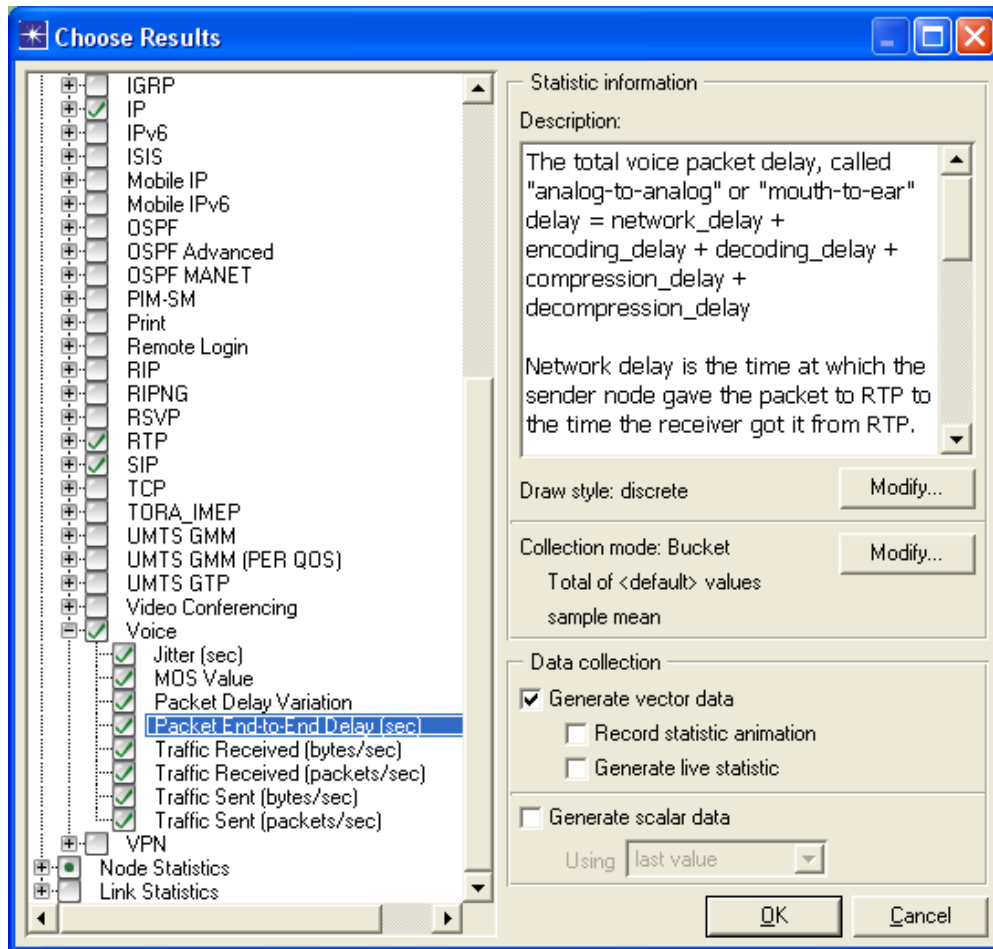 Choose Results
IGRP
IP
IPv6
ISIS
Mobile IP
Mobile IPv6
OSPF
OSPF Advanced
OSPF MANET
PIM-SM
Print
Remote Login
RIP
RIPNG
RSVP
RTP
SIP
TCP
TORA_IMEP
UMTS GMM
UMTS GMM (PER QOS)
UMTS GTP
Video Conferencing
Voice
Jitter (sec)
MOS Value
Packet Delay Variation
Packet End-to-End Delay (sec)
Traffic Received (bytes/sec)
Traffic Received (packets/sec)
Traffic Sent (bytes/sec)
Traffic Sent (packets/sec)
VPN
Node Statistics
Link Statistics
Statistic information
Description:
The total voice packet delay, called
"analog-to-analog" or "mouth-to-ear"
delay = network_delay +
encoding_delay + decoding_delay +
compression_delay +
decompression_delay
Network delay is the time at which the
sender node gave the packet to RTP to
the time the receiver got it from RTP.
Draw style: discrete
Modify...
Collection mode: Bucket
Modify...
Total of <default> values
sample mean
Data collection
Generate vector data
Record statistic animation
Generate live statistic
Generate scalar data
Using last value
OK
Cancel